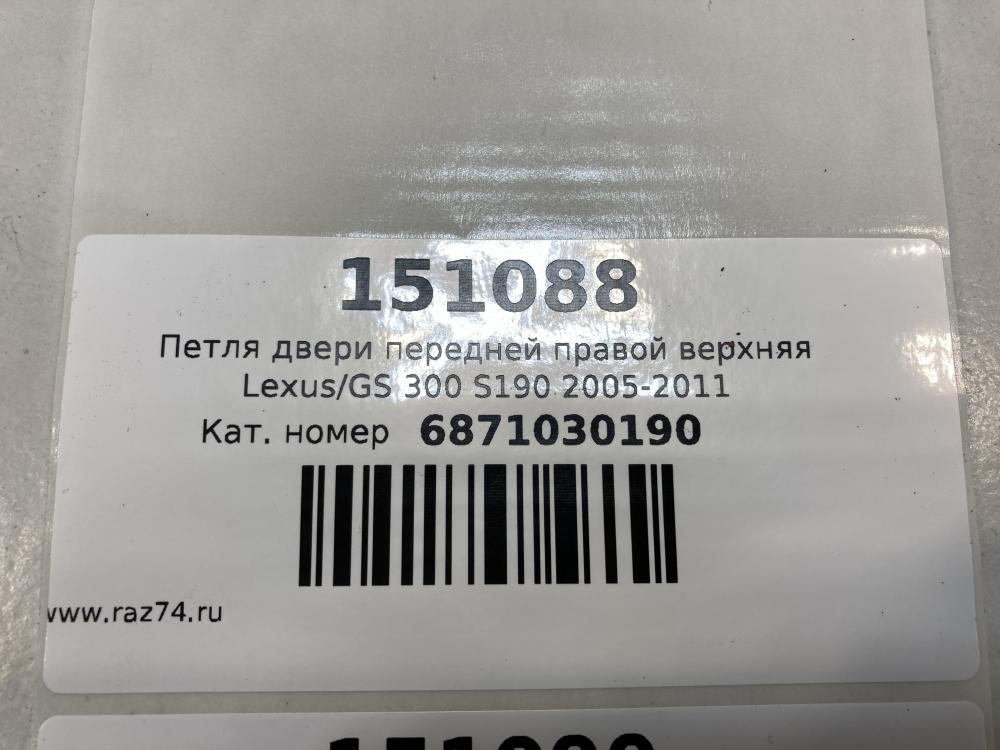 151088
Петля двери передней правой верхняя
Lexus/GS 300 S190 2005-2011
Кат. номер 6871030190
www.raz74.ru